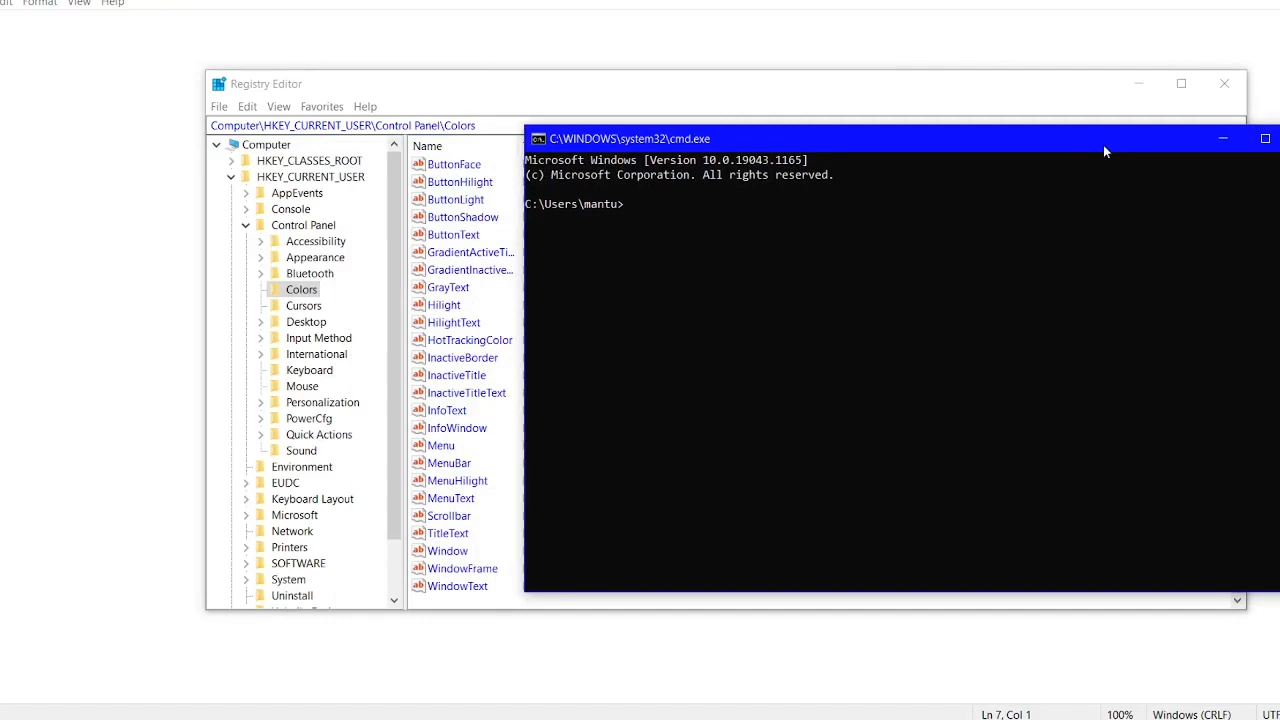 Format View Help
Registry Editor
File Edit View Favorites Help
Computer\HKEY_CURRENT_USER\Control Panel\Colors
Computer
HKEY_CLASSES_ROOT
HKEY_CURRENT_USER
AppEvents
Console
Control Panel
Accessibility
Appearance
Bluetooth
Colors
Cursors
Desktop
Input Method
International
Keyboard
Mouse
Personalization
PowerCfg
Quick Actions
Sound
Environment
EUDC
Keyboard Layout
Microsoft
Network
Printers
SOFTWARE
System
Uninstall
Name
ButtonFace
ButtonHilight
ButtonLight
ButtonShadow
ButtonText
GradientActiveTi...
GradientInactive...
GrayText
Hilight
HilightText
HotTrackingColor
InactiveBorder
InactiveTitle
InactiveTitleText
InfoText
InfoWindow
Menu
MenuBar
MenuHilight
MenuText
Scrollbar
TitleText
Window
WindowFrame
WindowText
C:\WINDOWS\system32\cmd.exe
Microsoft Windows [Version 10.0.19043.1165]
(c) Microsoft Corporation. All rights reserved.
C:\Users\mantu>
Ln 7, Col 1 100% Windows (CRLF)